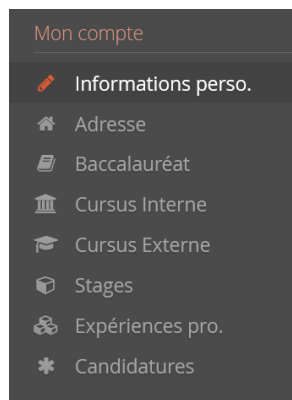 Mon compte
Informations perso.
Adresse
Baccalauréat
Cursus Interne
Cursus Externe
Stages
Expériences pro.
Candidatures